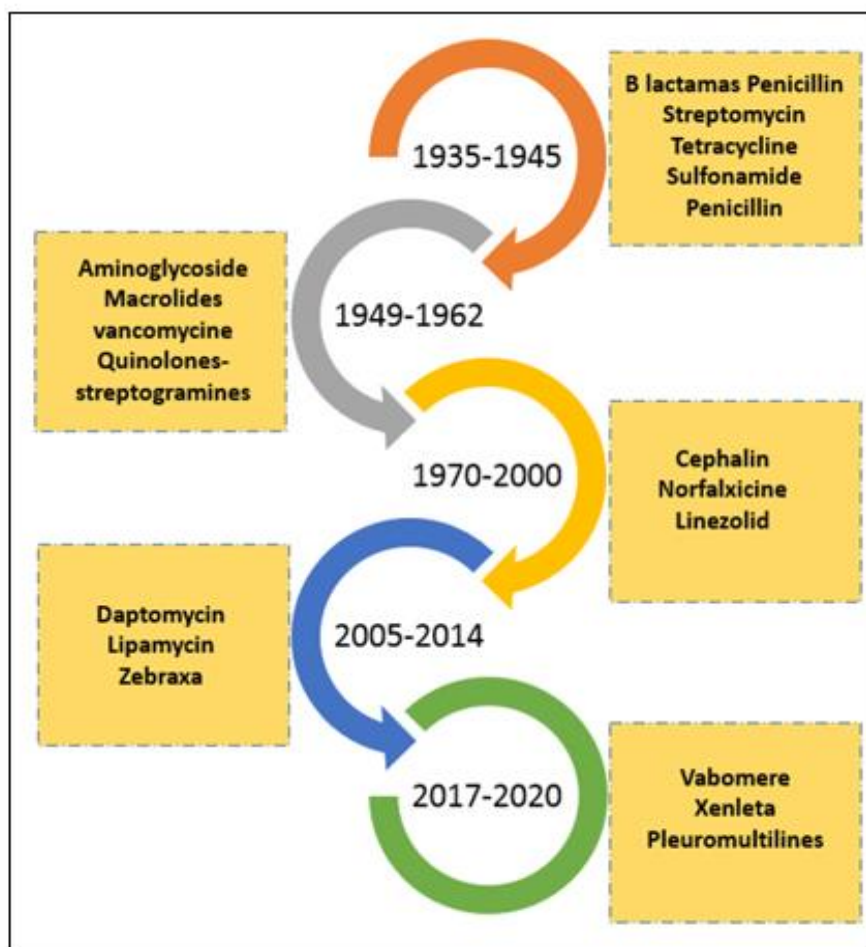 1935-1945
B lactamas Penicillin
Streptomycin
Tetracycline
Sulfonamide
Penicillin
1949-1962
Aminoglycoside
Macrolides
vancomycine
Quinolones-
streptogramines
1970-2000
Cephalin
Norfalxicine
Linezolid
2005-2014
Daptomycin
Lipamycin
Zebraxa
2017-2020
Vabomere
Xenleta
Pleuromultilines